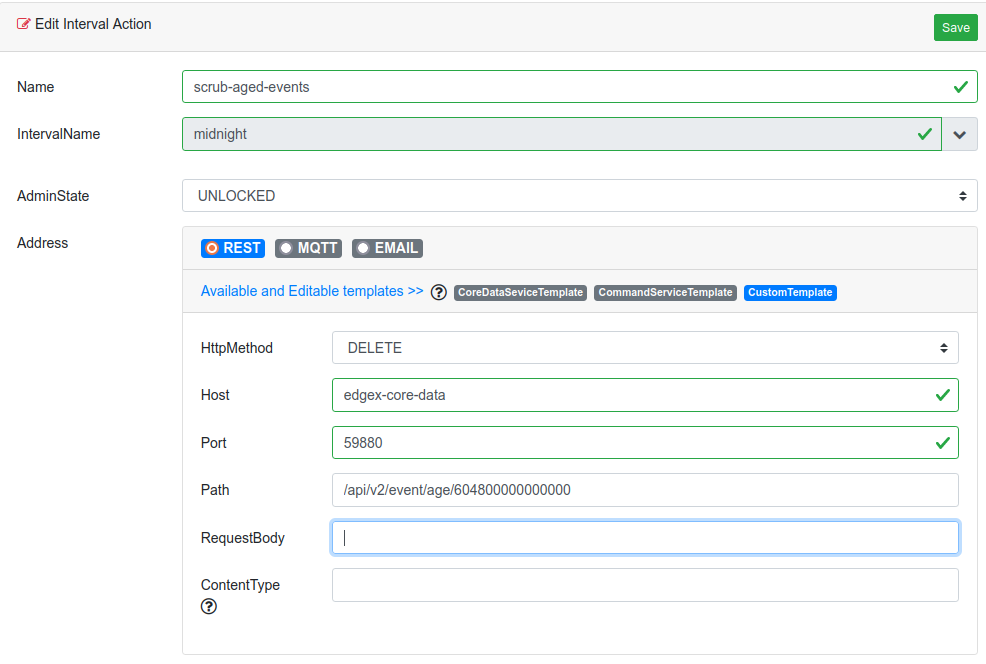 Edit Interval Action
Save
Name
scrub-aged-events
IntervalName
midnight
AdminState
UNLOCKED
Address
REST MQTT EMAIL
Available and Editable templates >> ? CoreDataSeviceTemplate CommandServiceTemplate CustomTemplate
HttpMethod
DELETE
Host
edgex-core-data
Port
59880
Path
/api/v2/event/age/604800000000000
RequestBody
ContentType
?